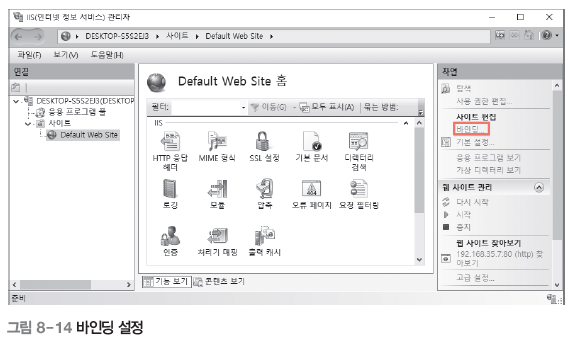 IIS(인터넷 정보 서비스) 관리자
DESKTOP-S5S2EJ3 ▸ 사이트 ▸ Default Web Site ▸
파일(F) 보기(V) 도움말(H)
연결
DESKTOP-S5S2EJ3(DESKTOP
응용 프로그램 풀
사이트
Default Web Site
Default Web Site 홈
필터: 이동(G) 모두 표시(A) 묶는 방법:
IIS
HTTP 응답 헤더
MIME 형식
SSL 설정
기본 문서
디렉터리 검색
로깅
모듈
압축
오류 페이지
요청 필터링
인증
처리기 매핑
출력 캐시
기능 보기 콘텐츠 보기
작업
탐색
사용 권한 편집...
사이트 편집
바인딩...
기본 설정...
응용 프로그램 보기
가상 디렉터리 보기
웹 사이트 관리
다시 시작
시작
중지
웹 사이트 찾아보기
192.168.35.7:80 (http) 찾
아보기
고급 설정...
준비
그림 8-14 바인딩 설정